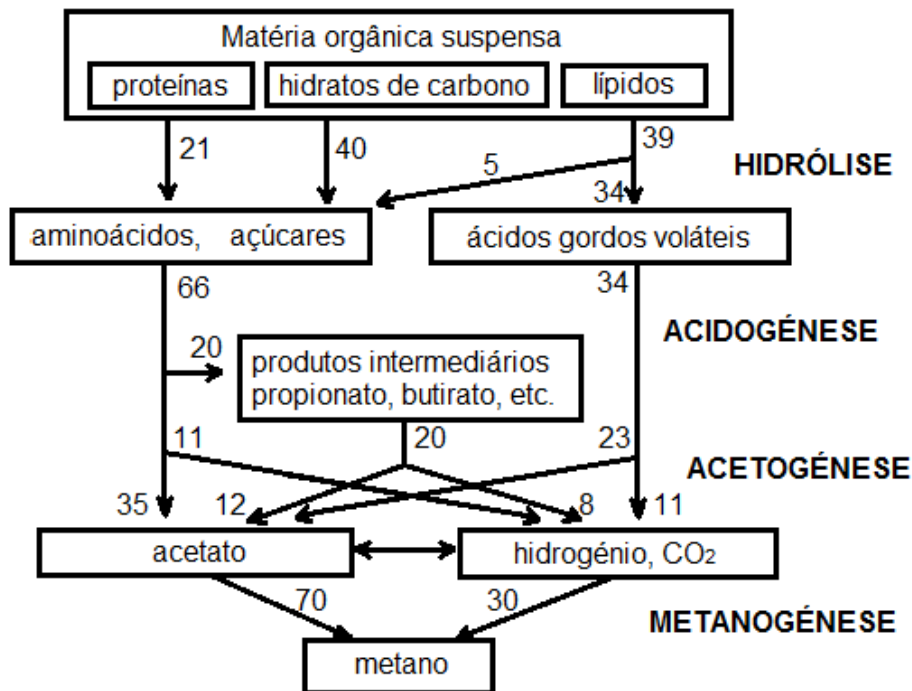 Matéria orgânica suspensa
proteínas hidratos de carbono lípidos
21 40 5 39
HIDRÓLISE
34
aminoácidos, açúcares ácidos gordos voláteis
66 34
ACIDOGÉNESE
20 produtos intermediários
propionato, butirato, etc.
11 20 23
ACETOGÉNESE
35 12 8 11
acetato hidrogénio, CO2
70 30
METANOGÉNESE
metano